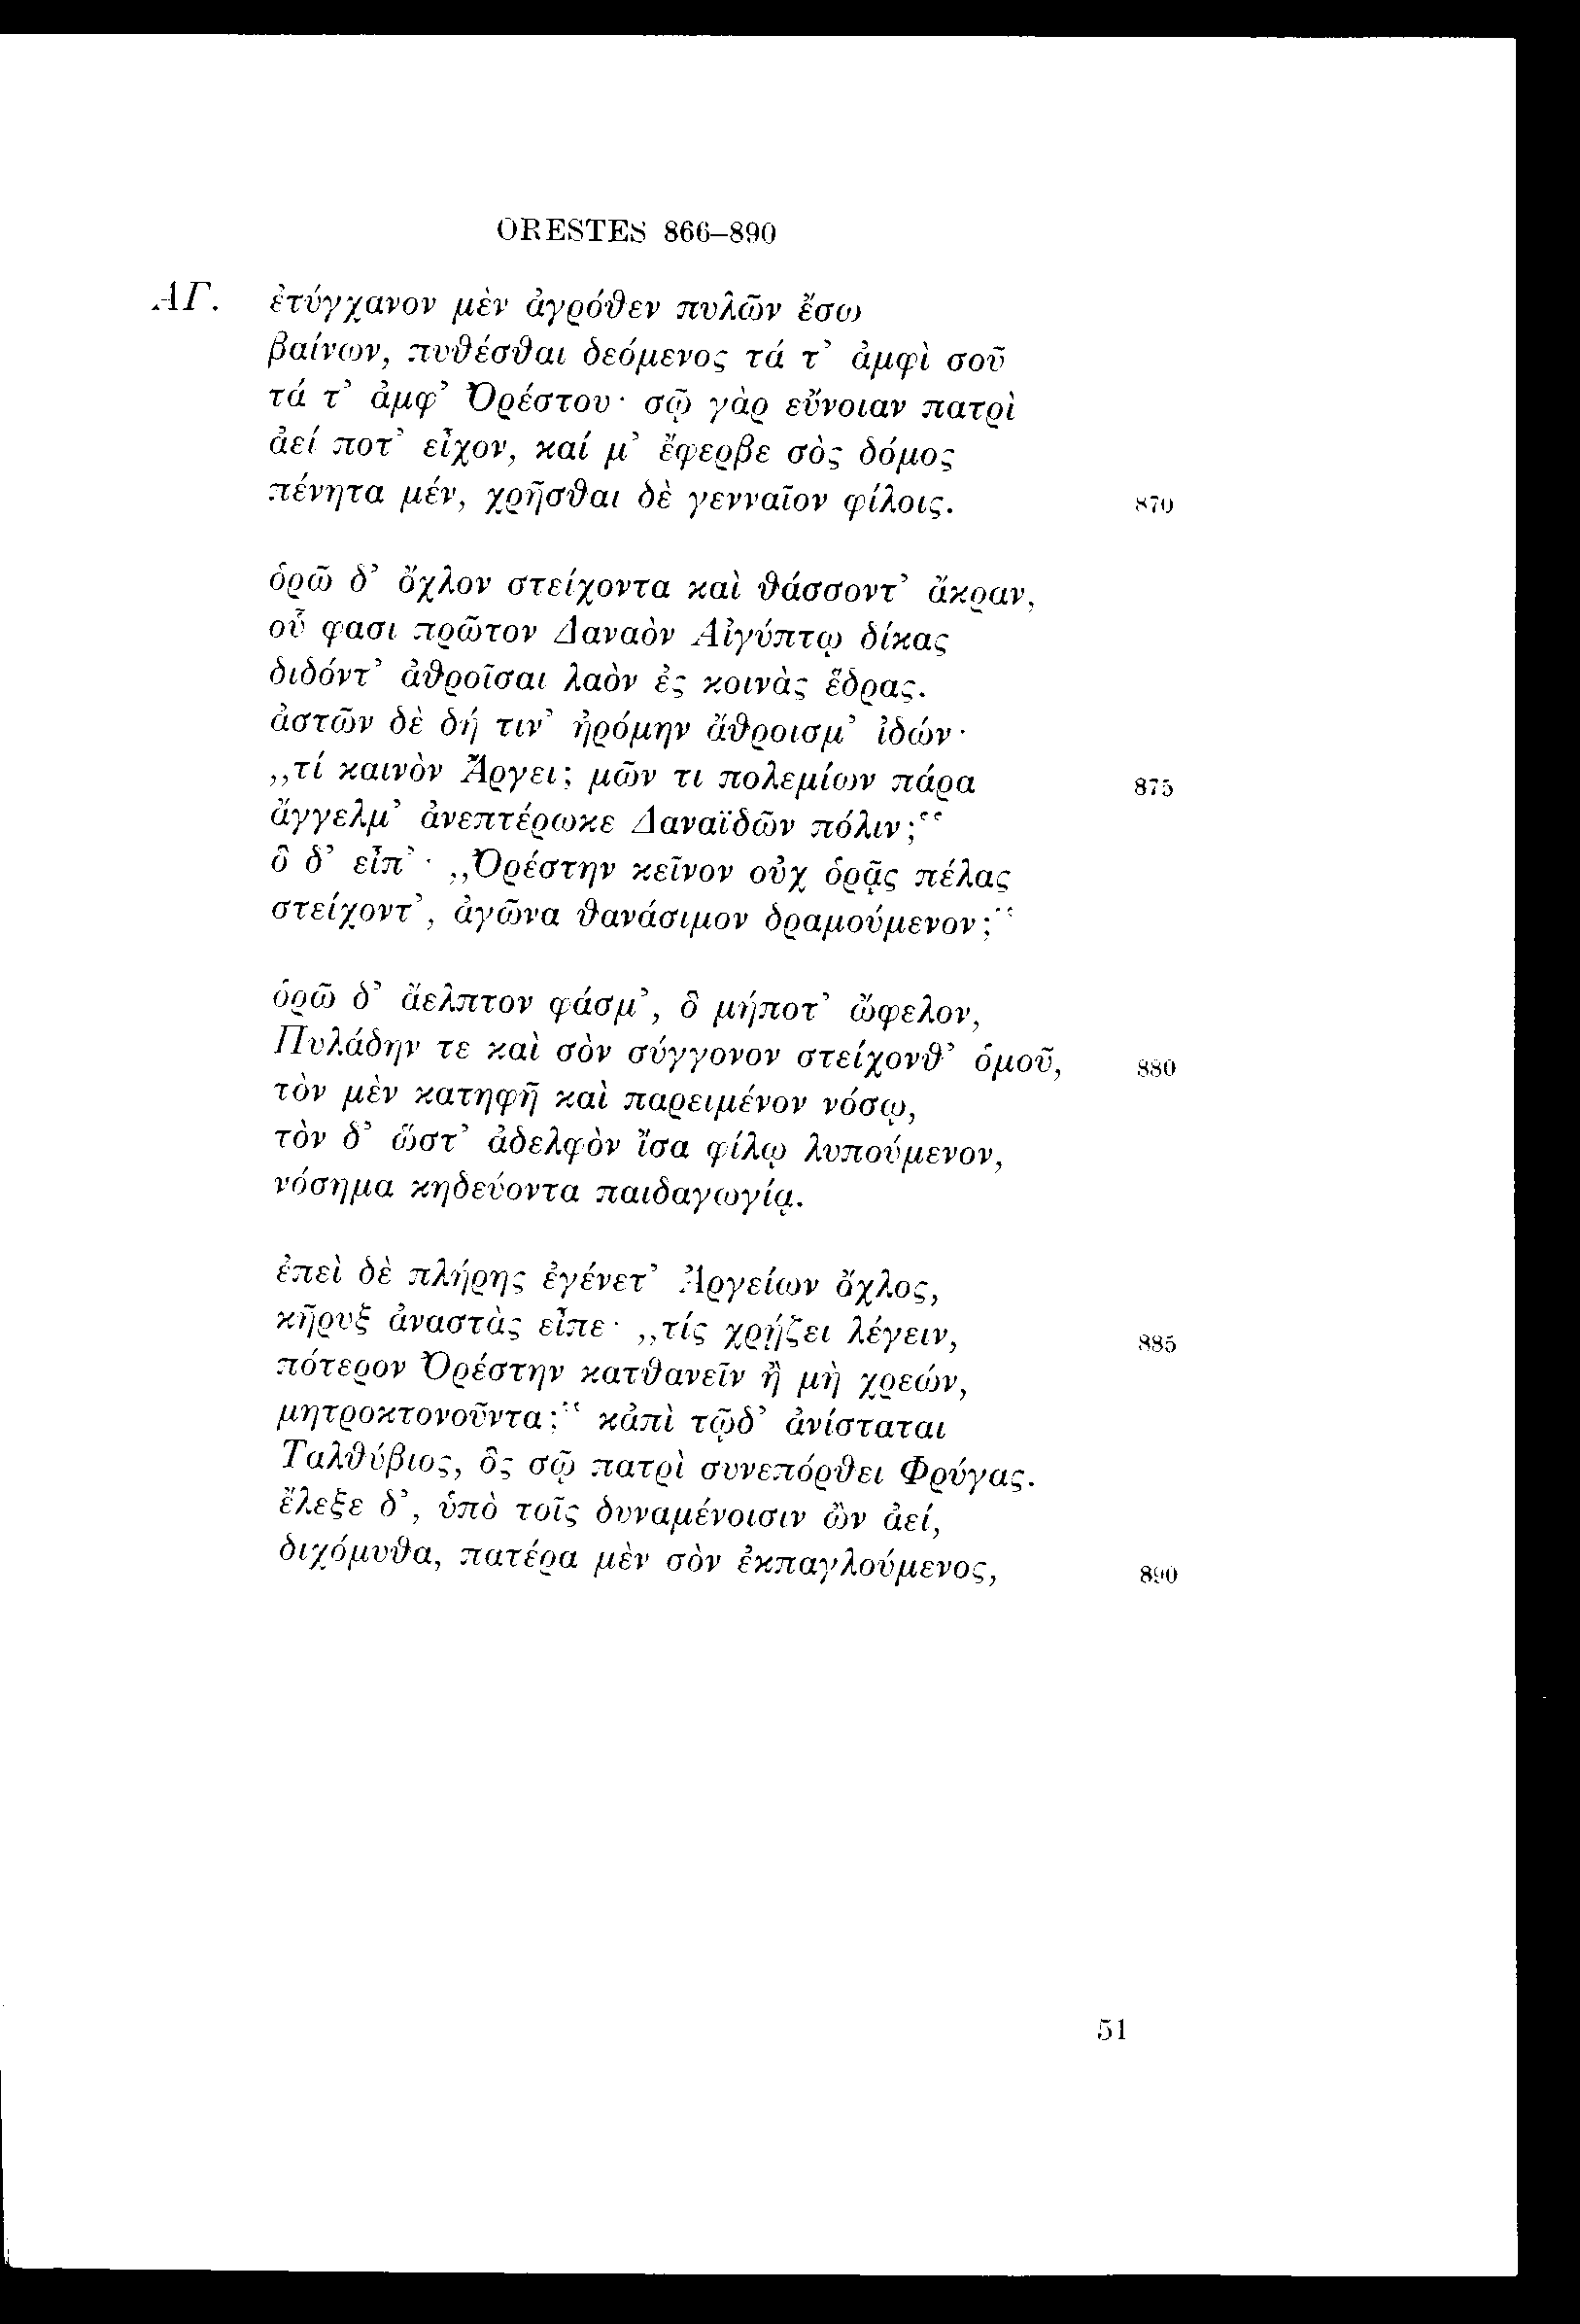 ORESTES 866–890
ΑΓ. ἐτύγχανον μὲν ἀγρόθεν πυλῶν ἔσω
βαίνων, πυθέσθαι δεόμενος τά τ’ ἀμφὶ σοῦ
τά τ’ ἀμφ’ Ὀρέστου· σῷ γὰρ εὔνοιαν πατρὶ
ἀεί ποτ’ εἶχον, καί μ’ ἔφερβε σὸς δόμος
πένητα μέν, χρῆσθαι δὲ γενναῖον φίλοις. 870
ὁρῶ δ’ ὄχλον στείχοντα καὶ θάσσοντ’ ἄκραν,
οὗ φασι πρῶτον Δαναὸν Αἰγύπτῳ δίκας
διδόντ’ ἀθροῖσαι λαὸν ἐς κοινὰς ἕδρας.
ἀστῶν δὲ δή τιν’ ἠρόμην ἄθροισμ’ ἰδών·
„τί καινὸν Ἄργει; μῶν τι πολεμίων πάρα 875
ἄγγελμ’ ἀνεπτέρωκε Δαναϊδῶν πόλιν;“
ὃ δ’ εἶπ’· „Ὀρέστην κεῖνον οὐχ ὁρᾷς πέλας
στείχοντ’, ἀγῶνα θανάσιμον δραμούμενον;“
ὁρῶ δ’ ἄελπτον φάσμ’, ὃ μήποτ’ ὤφελον,
Πυλάδην τε καὶ σὸν σύγγονον στείχονθ’ ὁμοῦ, 880
τὸν μὲν κατηφῆ καὶ παρειμένον νόσῳ,
τὸν δ’ ὥστ’ ἀδελφὸν ἴσα φίλῳ λυπούμενον,
νόσημα κηδεύοντα παιδαγωγίᾳ.
ἐπεὶ δὲ πλήρης ἐγένετ’ Ἀργείων ὄχλος,
κῆρυξ ἀναστὰς εἶπε· „τίς χρῄζει λέγειν, 885
πότερον Ὀρέστην κατθανεῖν ἢ μὴ χρεών,
μητροκτονοῦντα;“ κἀπὶ τῷδ’ ἀνίσταται
Ταλθύβιος, ὃς σῷ πατρὶ συνεπόρθει Φρύγας.
ἔλεξε δ’, ὑπὸ τοῖς δυναμένοισιν ὢν ἀεί,
διχόμυθα, πατέρα μὲν σὸν ἐκπαγλούμενος, 890
51